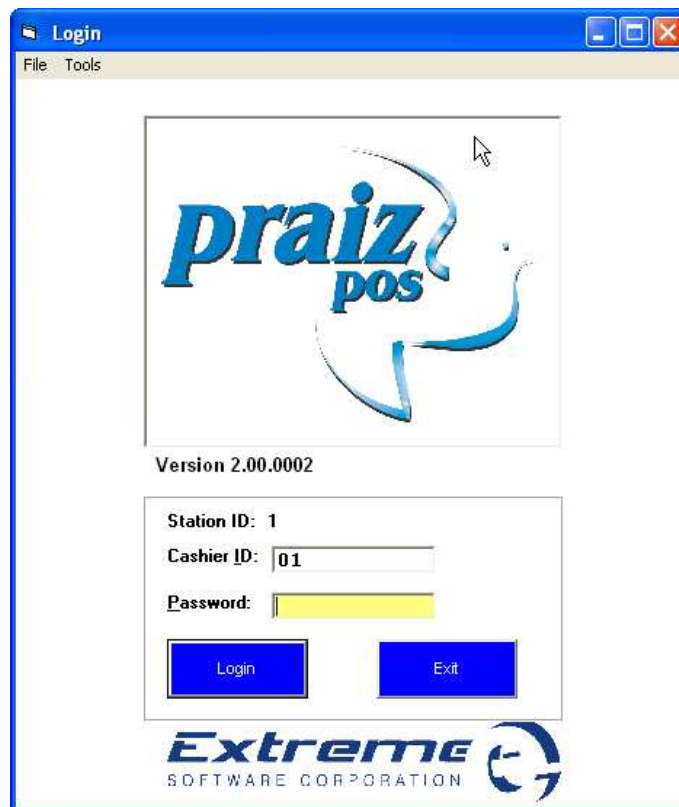 Login
File Tools
praiz
pos
Version 2.00.0002
Station ID: 1
Cashier ID: 01
Password:
Login Exit
Extreme
SOFTWARE CORPORATION